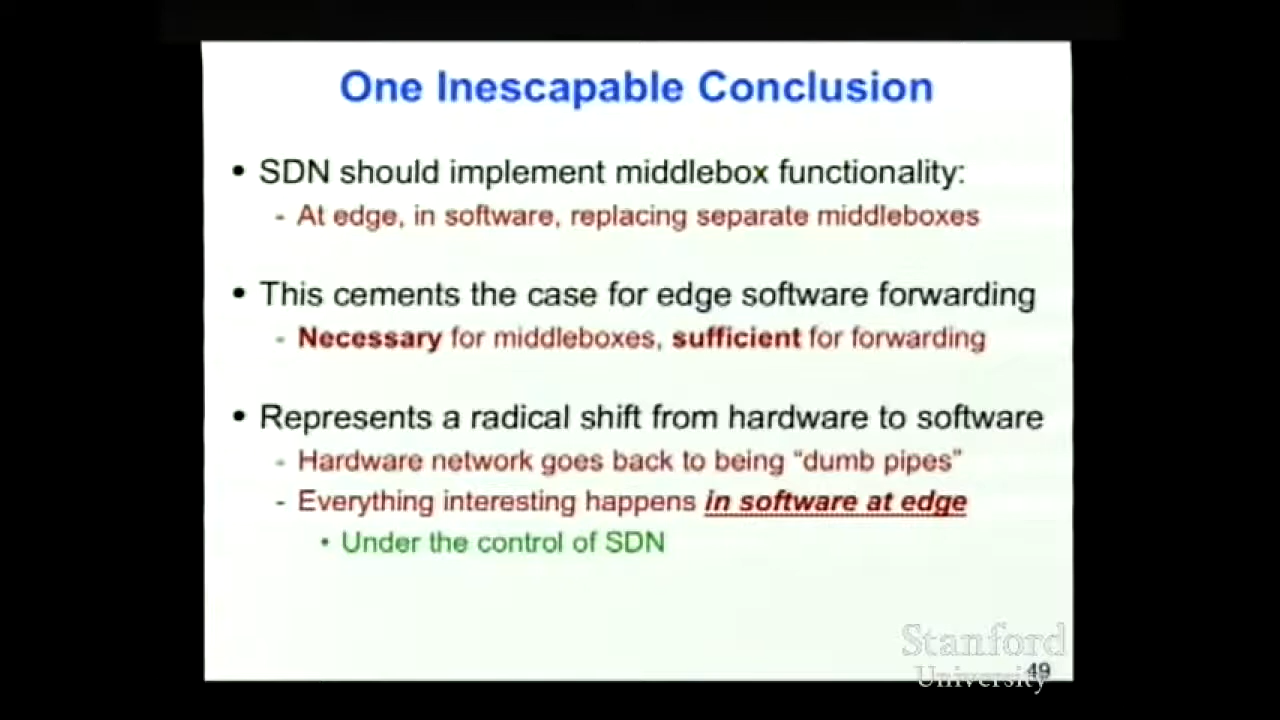 One Inescapable Conclusion
• SDN should implement middlebox functionality:
- At edge, in software, replacing separate middleboxes
• This cements the case for edge software forwarding
- Necessary for middleboxes, sufficient for forwarding
• Represents a radical shift from hardware to software
- Hardware network goes back to being “dumb pipes”
- Everything interesting happens in software at edge
• Under the control of SDN
Stanford
University
49